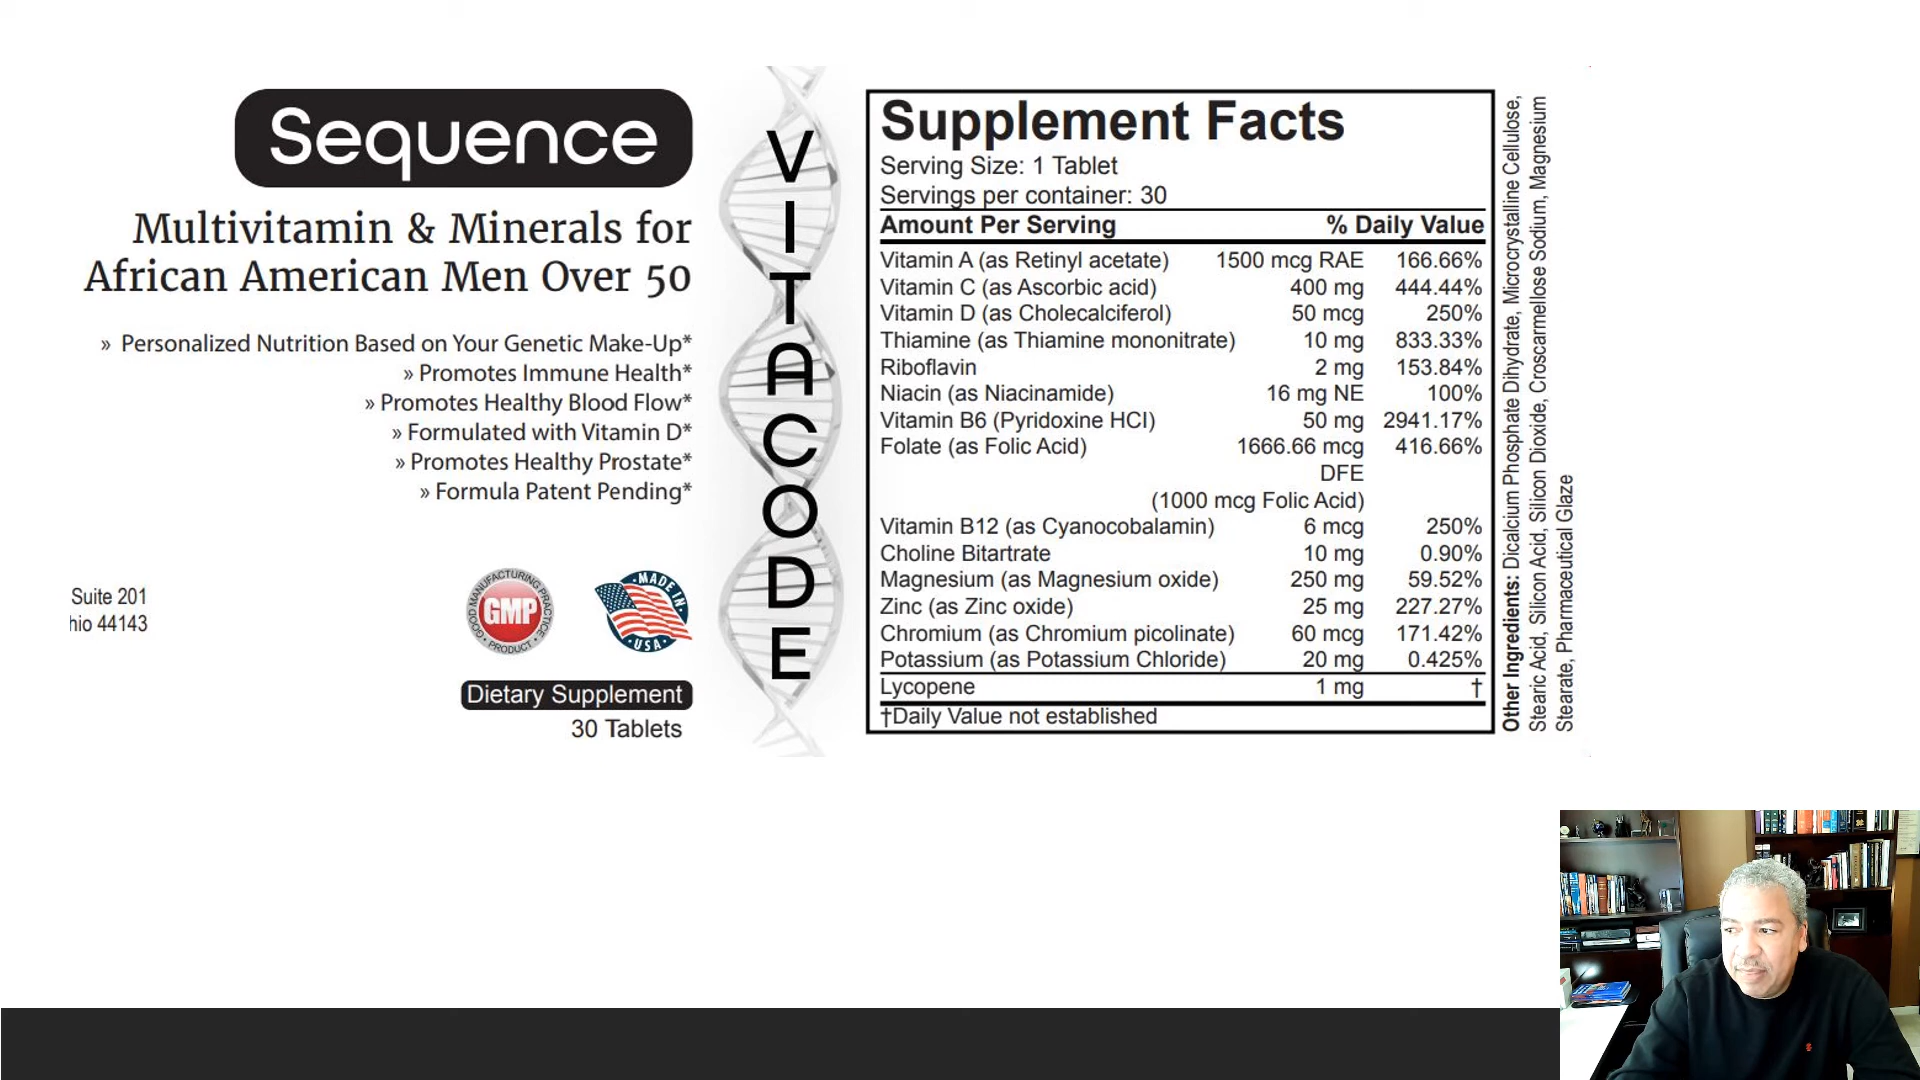 Sequence
Multivitamin & Minerals for
African American Men Over 50
» Personalized Nutrition Based on Your Genetic Make-Up*
» Promotes Immune Health*
» Promotes Healthy Blood Flow*
» Formulated with Vitamin D*
» Promotes Healthy Prostate*
» Formula Patent Pending*
Suite 201
hio 44143
GOOD MANUFACTURING PRACTICE
GMP
PRODUCT
MADE IN
USA
Dietary Supplement
30 Tablets
VITACODE
Supplement Facts
Serving Size: 1 Tablet
Servings per container: 30
Amount Per Serving % Daily Value
Vitamin A (as Retinyl acetate) 1500 mcg RAE 166.66%
Vitamin C (as Ascorbic acid) 400 mg 444.44%
Vitamin D (as Cholecalciferol) 50 mcg 250%
Thiamine (as Thiamine mononitrate) 10 mg 833.33%
Riboflavin 2 mg 153.84%
Niacin (as Niacinamide) 16 mg NE 100%
Vitamin B6 (Pyridoxine HCI) 50 mg 2941.17%
Folate (as Folic Acid) 1666.66 mcg 416.66%
DFE
(1000 mcg Folic Acid)
Vitamin B12 (as Cyanocobalamin) 6 mcg 250%
Choline Bitartrate 10 mg 0.90%
Magnesium (as Magnesium oxide) 250 mg 59.52%
Zinc (as Zinc oxide) 25 mg 227.27%
Chromium (as Chromium picolinate) 60 mcg 171.42%
Potassium (as Potassium Chloride) 20 mg 0.425%
Lycopene 1 mg †
†Daily Value not established
Other Ingredients: Dicalcium Phosphate Dihydrate, Microcrystalline Cellulose,
Stearic Acid, Silicon Acid, Silicon Dioxide, Croscarmellose Sodium, Magnesium
Stearate, Pharmaceutical Glaze